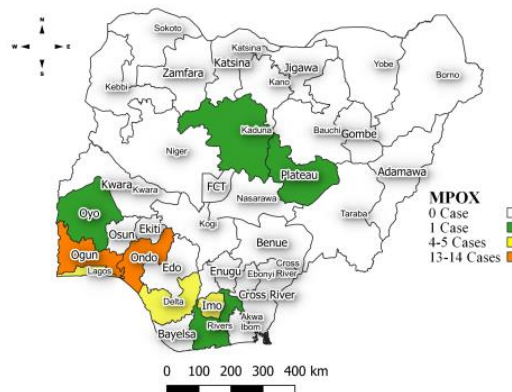 N
W E
S
Sokoto
Katsina
Katsina
Zamfara
Jigawa
Kano
Yobe
Borno
Kebbi
Kaduna
Bauchi
Gombe
Niger
Plateau
Adamawa
FCT
Nasarawa
Kwara
Kwara
Taraba
Oyo
Osun
Ekiti
Kogi
Benue
Ogun
Lagos
Ondo
Edo
Enugu
Ebonyi
Cross
River
Delta
Imo
Cross River
Bayelsa
Rivers
Akwa
Ibom
MPOX
0 Case
1 Case
4-5 Cases
13-14 Cases
0 100 200 300 400 km